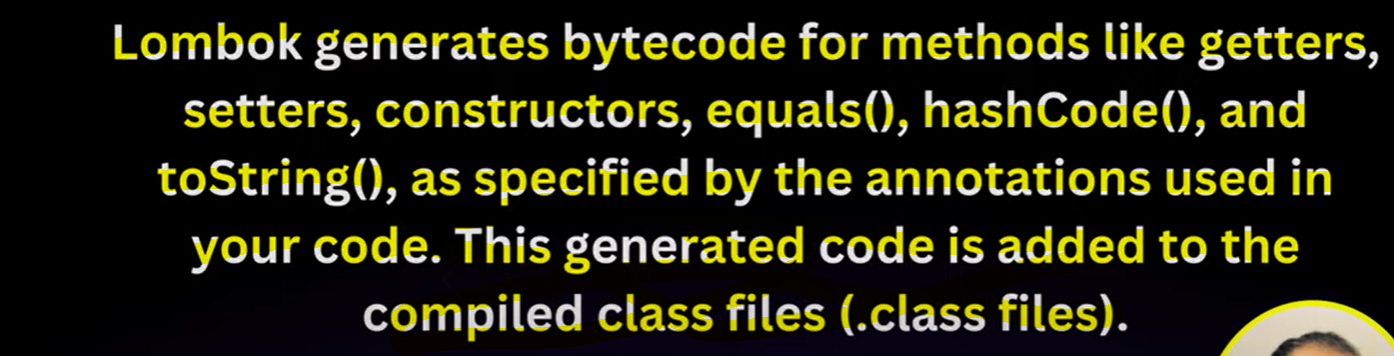 Lombok generates bytecode for methods like getters,
setters, constructors, equals(), hashCode(), and
toString(), as specified by the annotations used in
your code. This generated code is added to the
compiled class files (.class files).